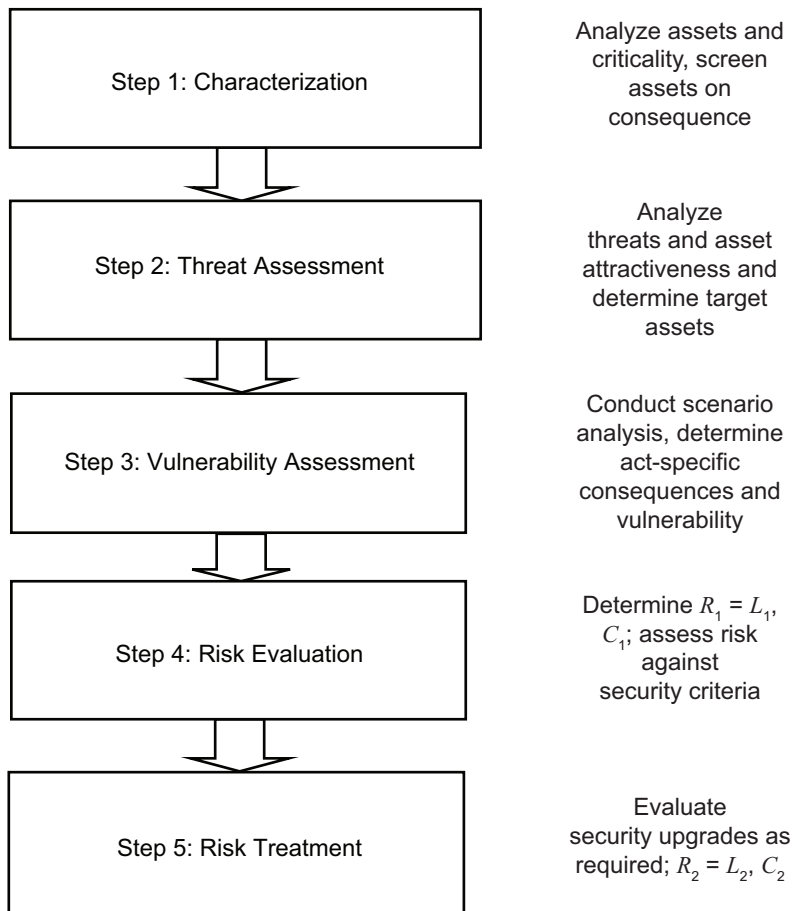 Step 1: Characterization
Analyze assets and
criticality, screen
assets on
consequence
Step 2: Threat Assessment
Analyze
threats and asset
attractiveness and
determine target
assets
Step 3: Vulnerability Assessment
Conduct scenario
analysis, determine
act-specific
consequences and
vulnerability
Step 4: Risk Evaluation
Determine R₁ = L₁,
C₁; assess risk
against
security criteria
Step 5: Risk Treatment
Evaluate
security upgrades as
required; R₂ = L₂, C₂